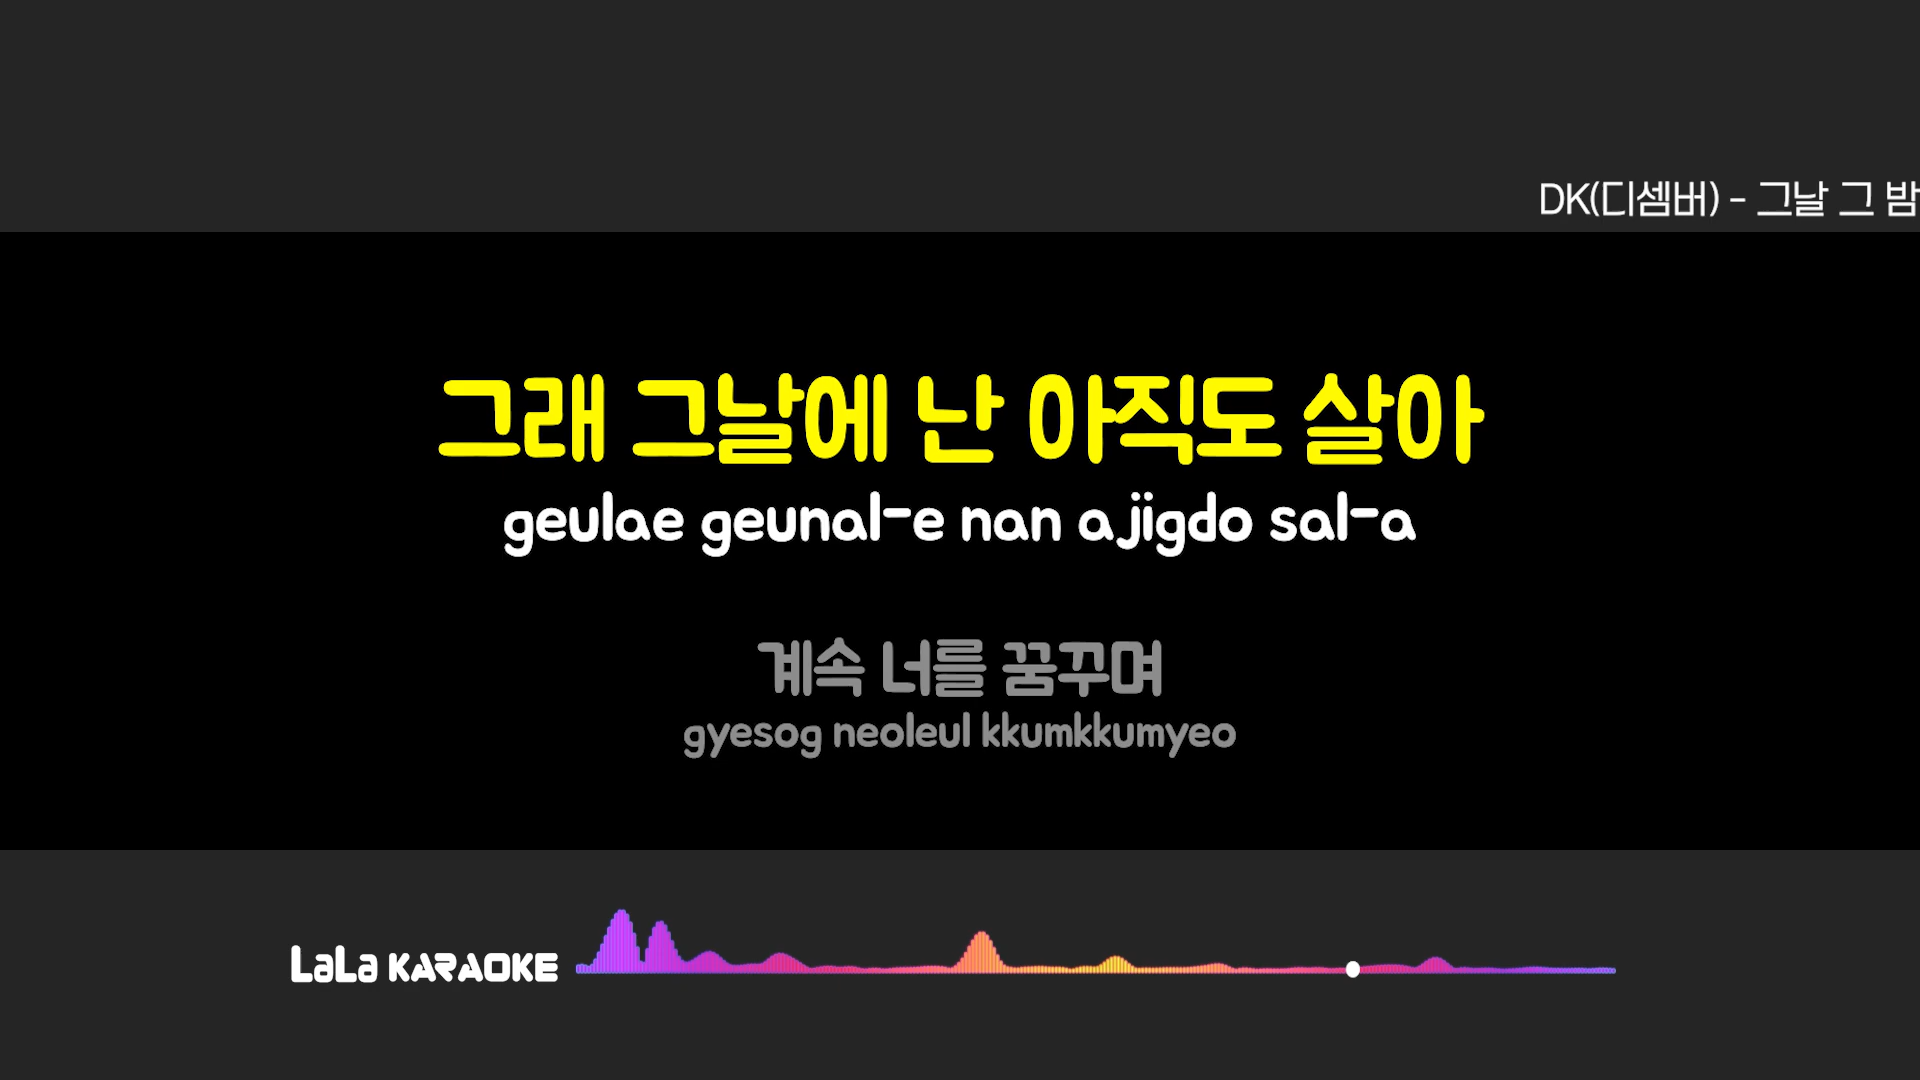 DK(디셈버) - 그날 그 밤
그래 그날에 난 아직도 살아
geulae geunal-e nan ajigdo sal-a
계속 너를 꿈꾸며
gyesog neoleul kkumkkumyeo
LaLa KARAOKE